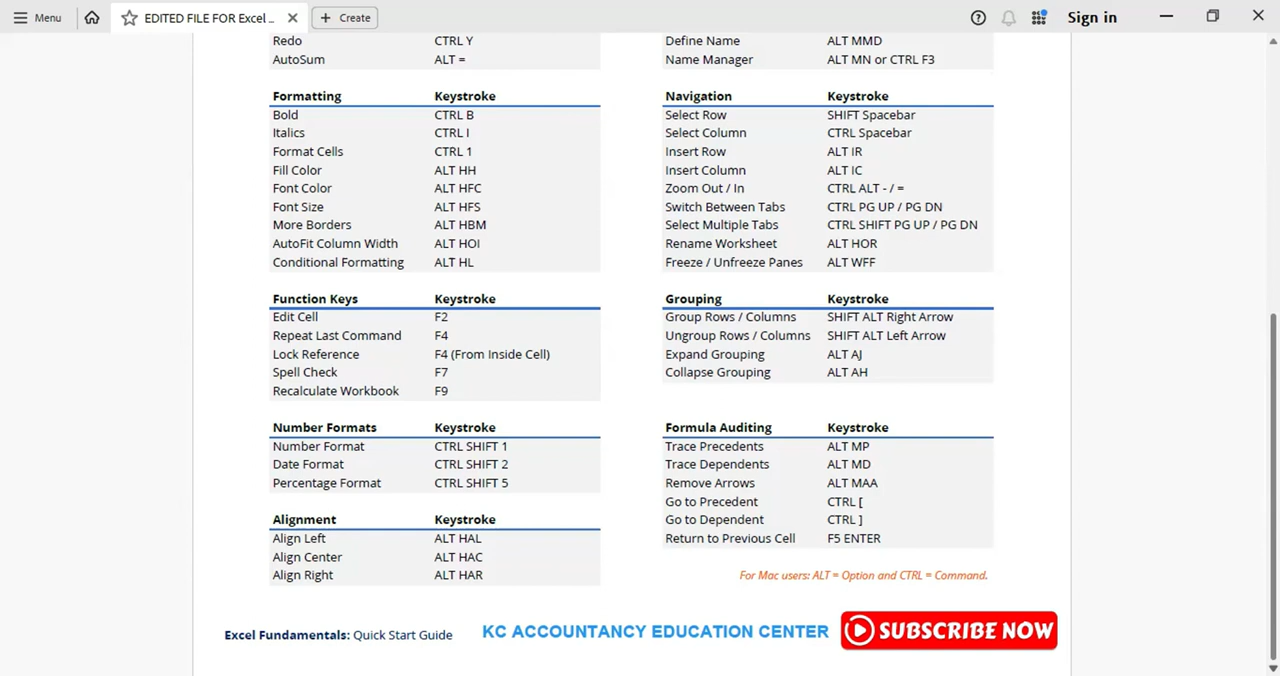 Menu
EDITED FILE FOR Excel ..
Create
Sign in
Redo CTRL Y
AutoSum ALT =
Formatting Keystroke
Bold CTRL B
Italics CTRL I
Format Cells CTRL 1
Fill Color ALT HH
Font Color ALT HFC
Font Size ALT HFS
More Borders ALT HBM
AutoFit Column Width ALT HOI
Conditional Formatting ALT HL
Function Keys Keystroke
Edit Cell F2
Repeat Last Command F4
Lock Reference F4 (From Inside Cell)
Spell Check F7
Recalculate Workbook F9
Number Formats Keystroke
Number Format CTRL SHIFT 1
Date Format CTRL SHIFT 2
Percentage Format CTRL SHIFT 5
Alignment Keystroke
Align Left ALT HAL
Align Center ALT HAC
Align Right ALT HAR
Define Name ALT MMD
Name Manager ALT MN or CTRL F3
Navigation Keystroke
Select Row SHIFT Spacebar
Select Column CTRL Spacebar
Insert Row ALT IR
Insert Column ALT IC
Zoom Out / In CTRL ALT - / =
Switch Between Tabs CTRL PG UP / PG DN
Select Multiple Tabs CTRL SHIFT PG UP / PG DN
Rename Worksheet ALT HOR
Freeze / Unfreeze Panes ALT WFF
Grouping Keystroke
Group Rows / Columns SHIFT ALT Right Arrow
Ungroup Rows / Columns SHIFT ALT Left Arrow
Expand Grouping ALT AJ
Collapse Grouping ALT AH
Formula Auditing Keystroke
Trace Precedents ALT MP
Trace Dependents ALT MD
Remove Arrows ALT MAA
Go to Precedent CTRL [
Go to Dependent CTRL ]
Return to Previous Cell F5 ENTER
For Mac users: ALT = Option and CTRL = Command.
Excel Fundamentals: Quick Start Guide
KC ACCOUNTANCY EDUCATION CENTER
SUBSCRIBE NOW